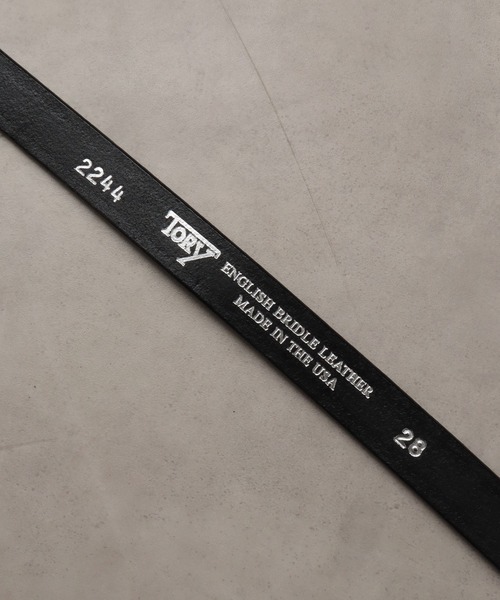 2244
TORY
ENGLISH BRIDLE LEATHER
MADE IN THE USA
28